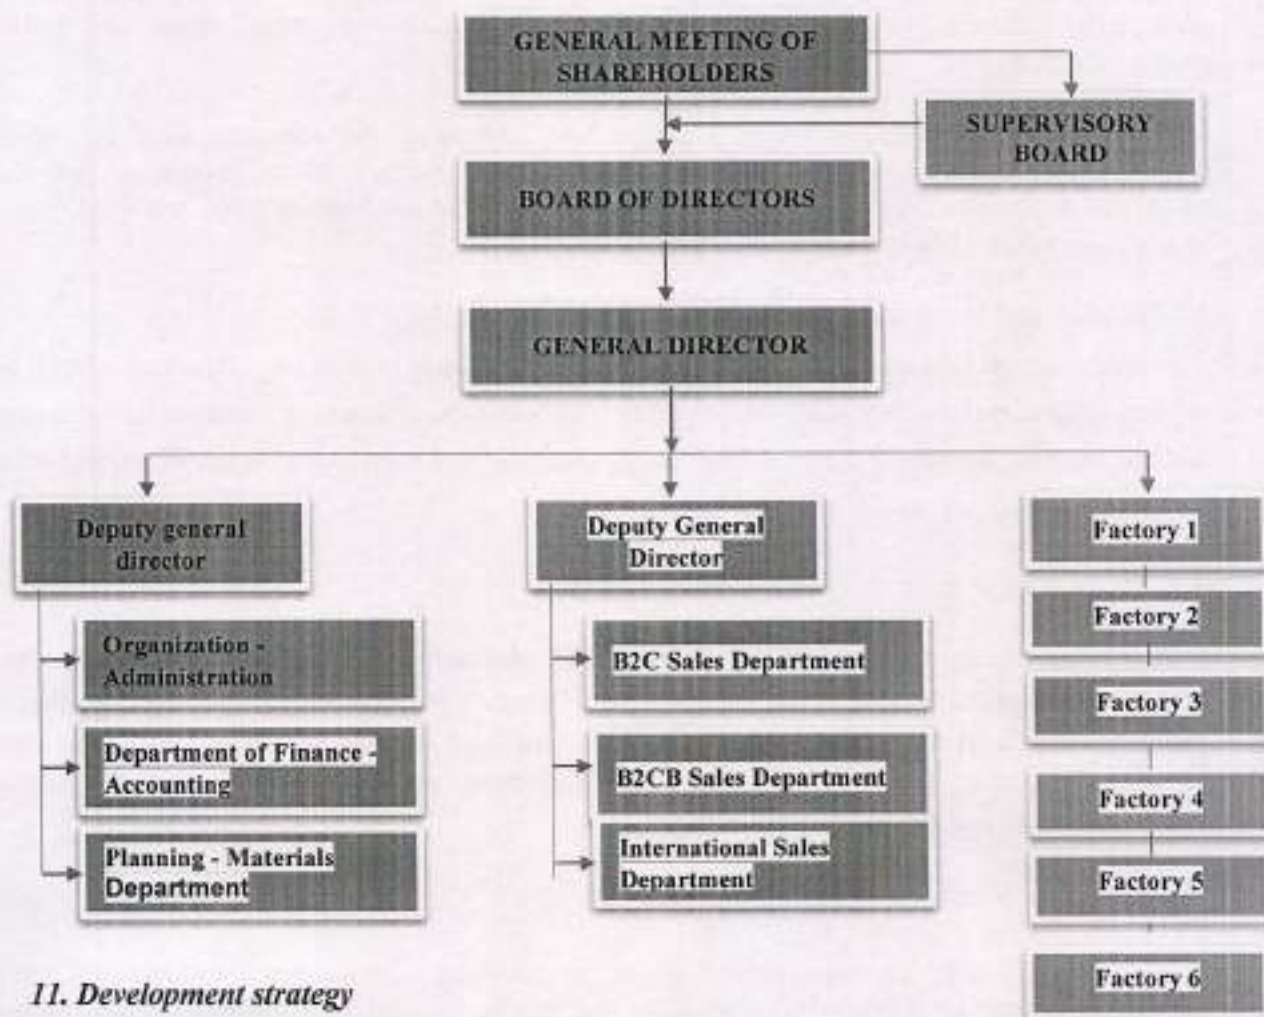 GENERAL MEETING OF
SHAREHOLDERS
SUPERVISORY
BOARD
BOARD OF DIRECTORS
GENERAL DIRECTOR
Deputy general
director
Organization -
Administration
Department of Finance -
Accounting
Planning - Materials
Department
Deputy General
Director
B2C Sales Department
B2CB Sales Department
International Sales
Department
Factory 1
Factory 2
Factory 3
Factory 4
Factory 5
Factory 6
11. Development strategy